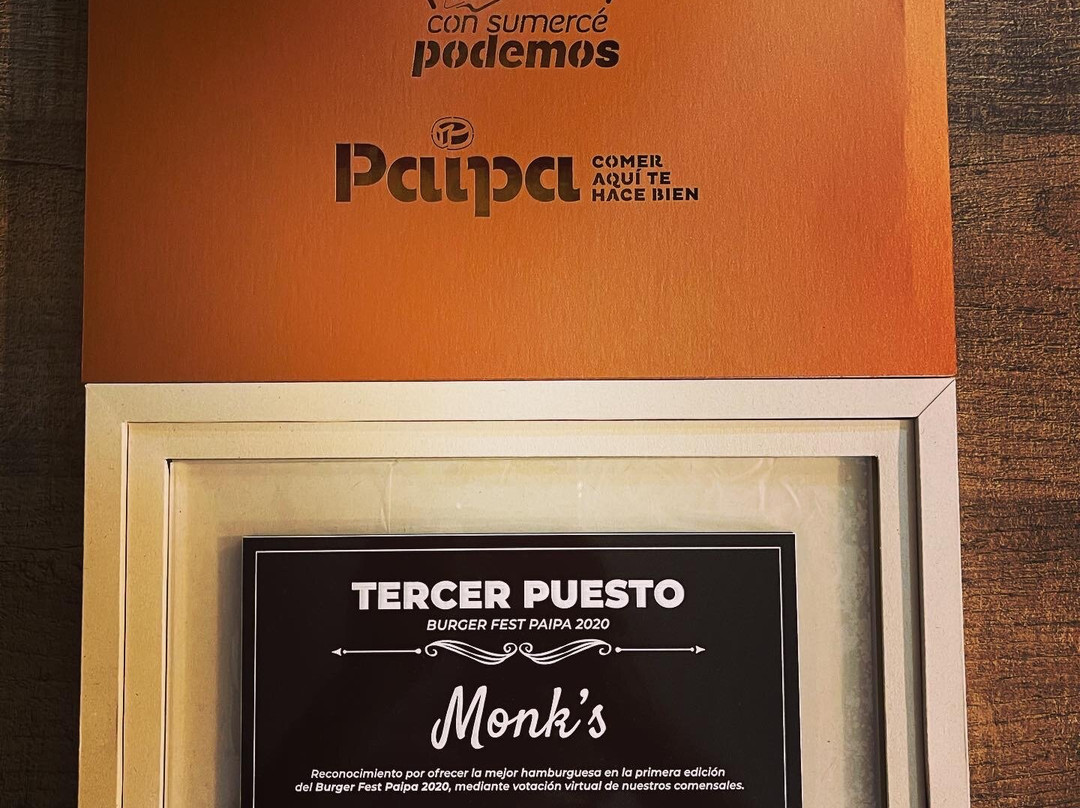 con sumercé
podemos
Paipa
COMER
AQUÍ TE
HACE BIEN
TERCER PUESTO
BURGER FEST PAIPA 2020
Monk's
Reconocimiento por ofrecer la mejor hamburguesa en la primera edición
del Burger Fest Paipa 2020, mediante votación virtual de nuestros comensales.